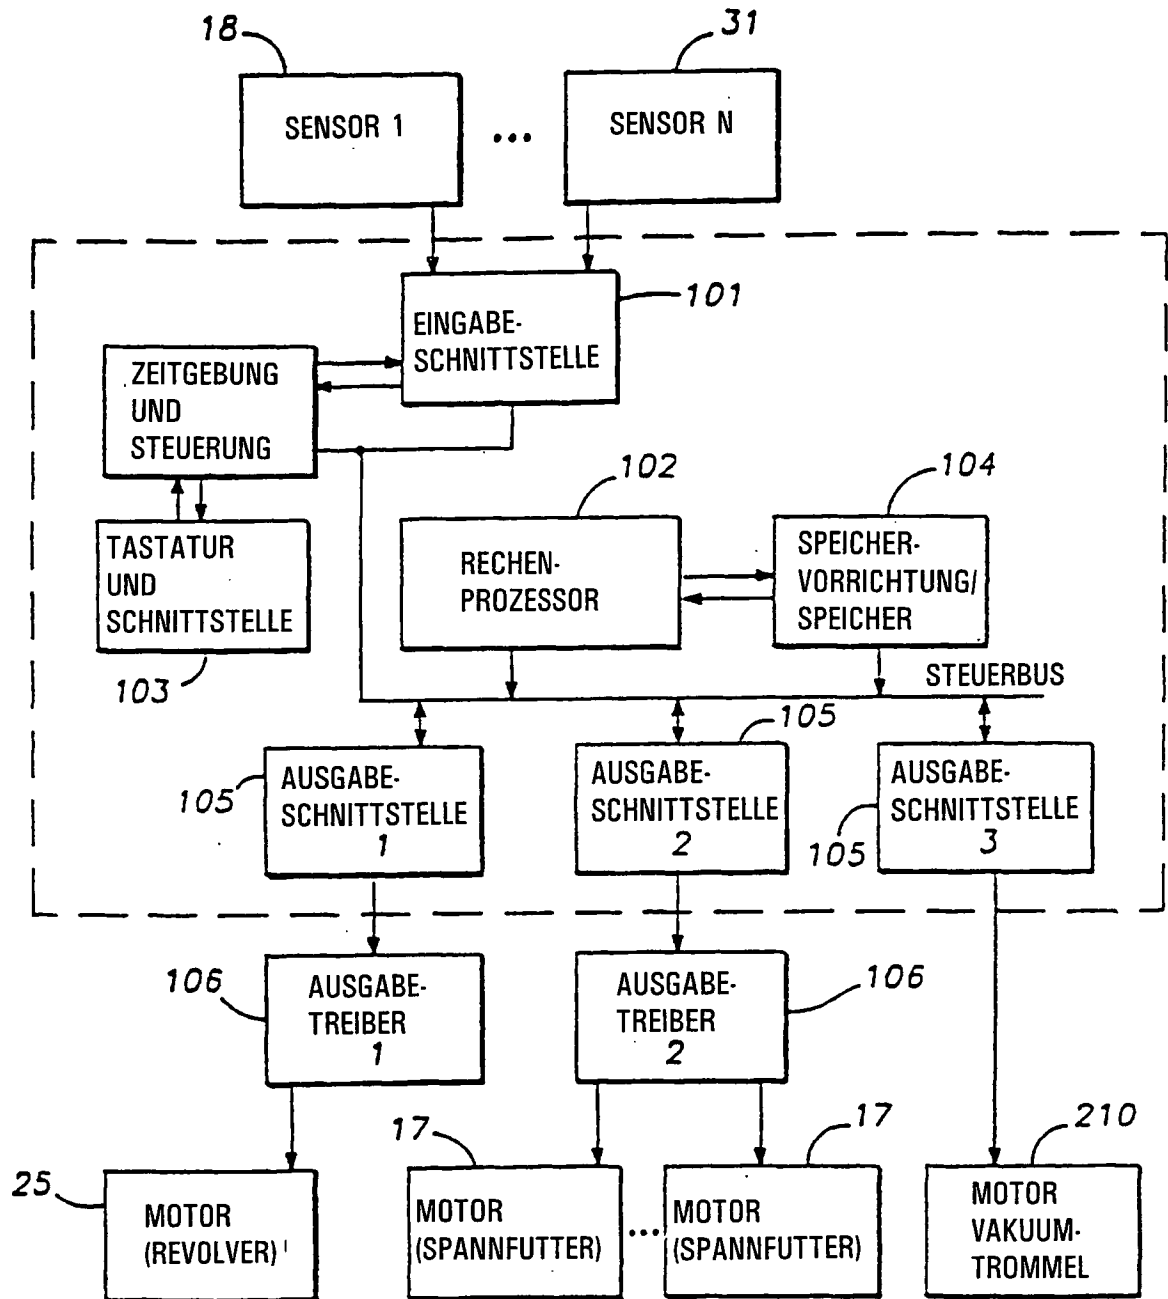 18
31
SENSOR 1
...
SENSOR N
101
EINGABE-
SCHNITTSTELLE
ZEITGEBUNG
UND
STEUERUNG
102
104
TASTATUR
UND
SCHNITTSTELLE
RECHEN-
PROZESSOR
SPEICHER-
VORRICHTUNG/
SPEICHER
103
STEUERBUS
105
AUSGABE-
SCHNITTSTELLE
1
105
AUSGABE-
SCHNITTSTELLE
2
105
AUSGABE-
SCHNITTSTELLE
3
106
AUSGABE-
TREIBER
1
AUSGABE-
TREIBER
2
106
25
MOTOR
(REVOLVER)
17
MOTOR
(SPANNFUTTER)
...
17
MOTOR
(SPANNFUTTER)
210
MOTOR
VAKUUM-
TROMMEL